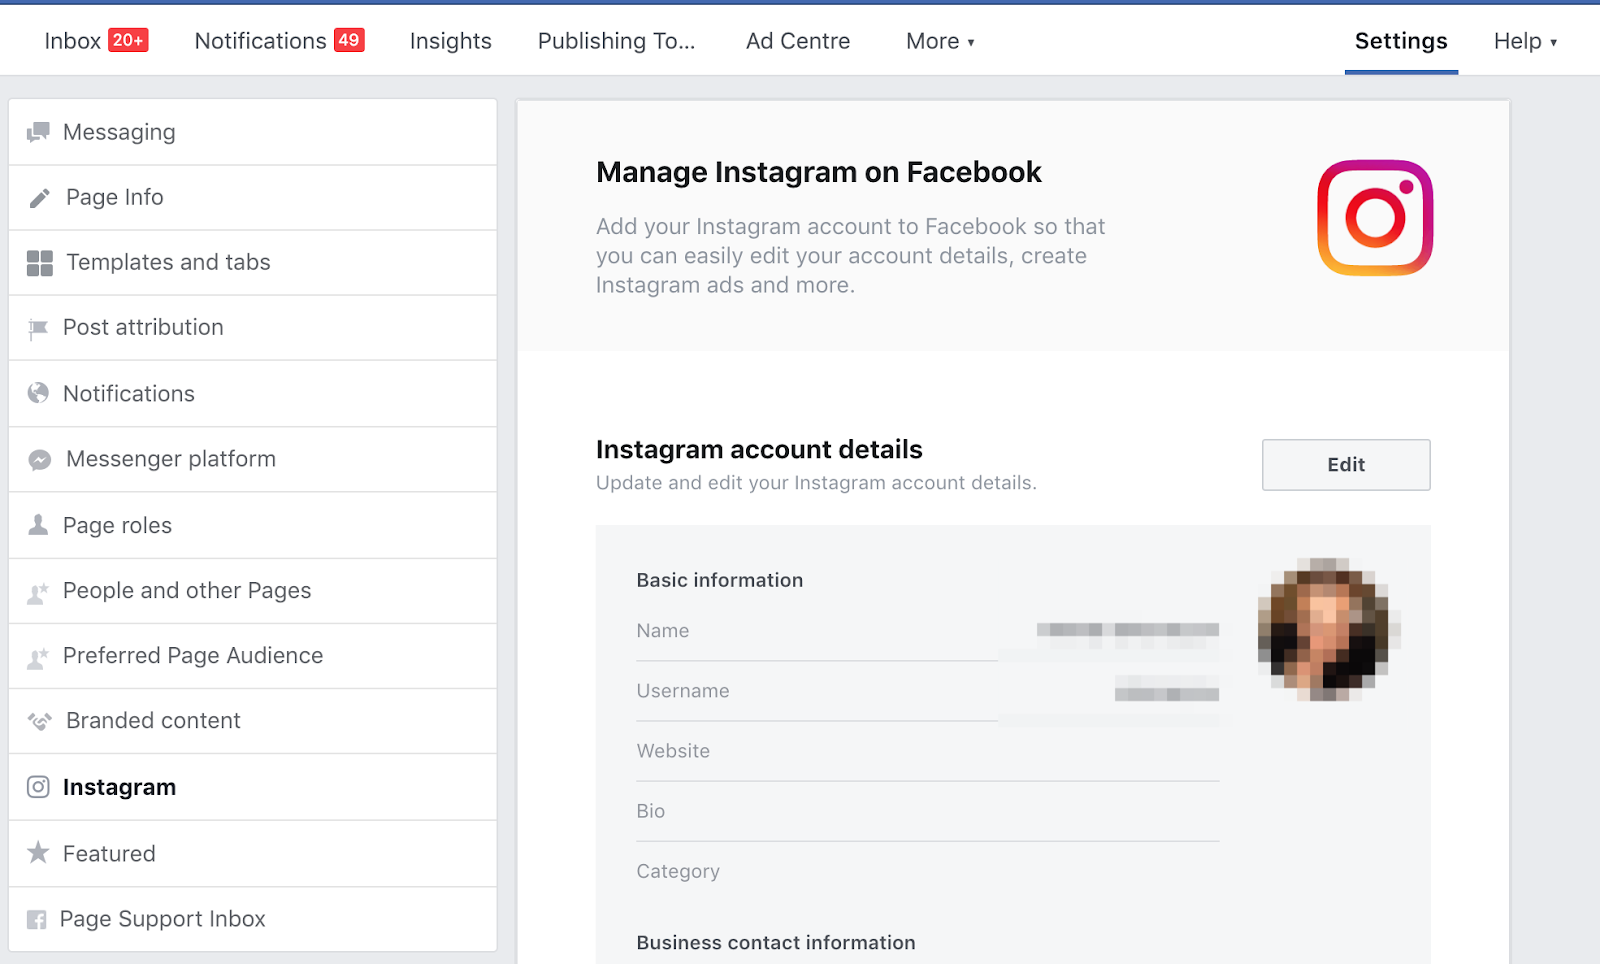 Inbox 20+ Notifications 49 Insights Publishing To... Ad Centre More ▾ Settings Help ▾
Messaging
Page Info
Templates and tabs
Post attribution
Notifications
Messenger platform
Page roles
People and other Pages
Preferred Page Audience
Branded content
Instagram
Featured
Page Support Inbox
Manage Instagram on Facebook
Add your Instagram account to Facebook so that
you can easily edit your account details, create
Instagram ads and more.
Instagram account details
Update and edit your Instagram account details.
Edit
Basic information
Name
Username
Website
Bio
Category
Business contact information